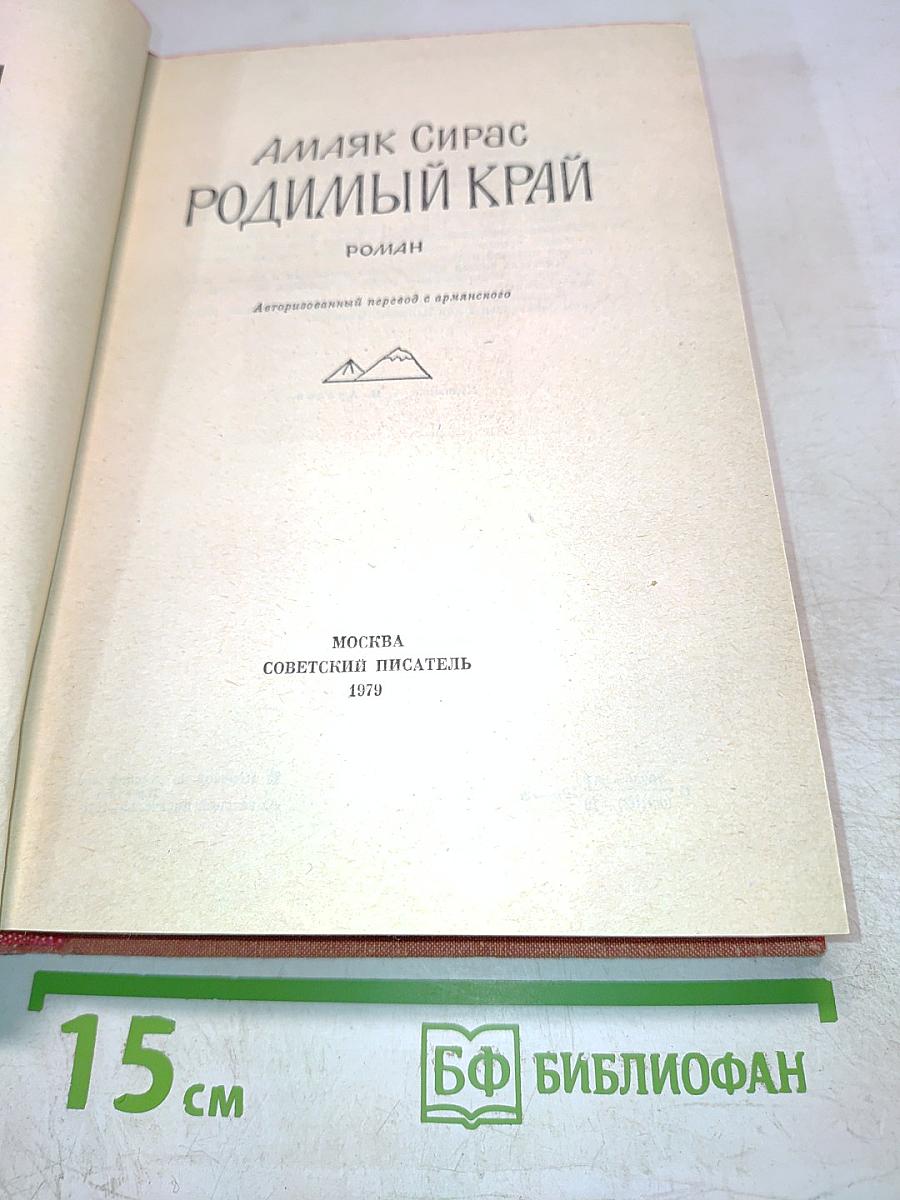 Амаяк Сирас
РОДИМЫЙ КРАЙ
РОМАН
Авторизованный перевод с армянского
МОСКВА
СОВЕТСКИЙ ПИСАТЕЛЬ
1979
15 см
БФ БИБЛИОФАН